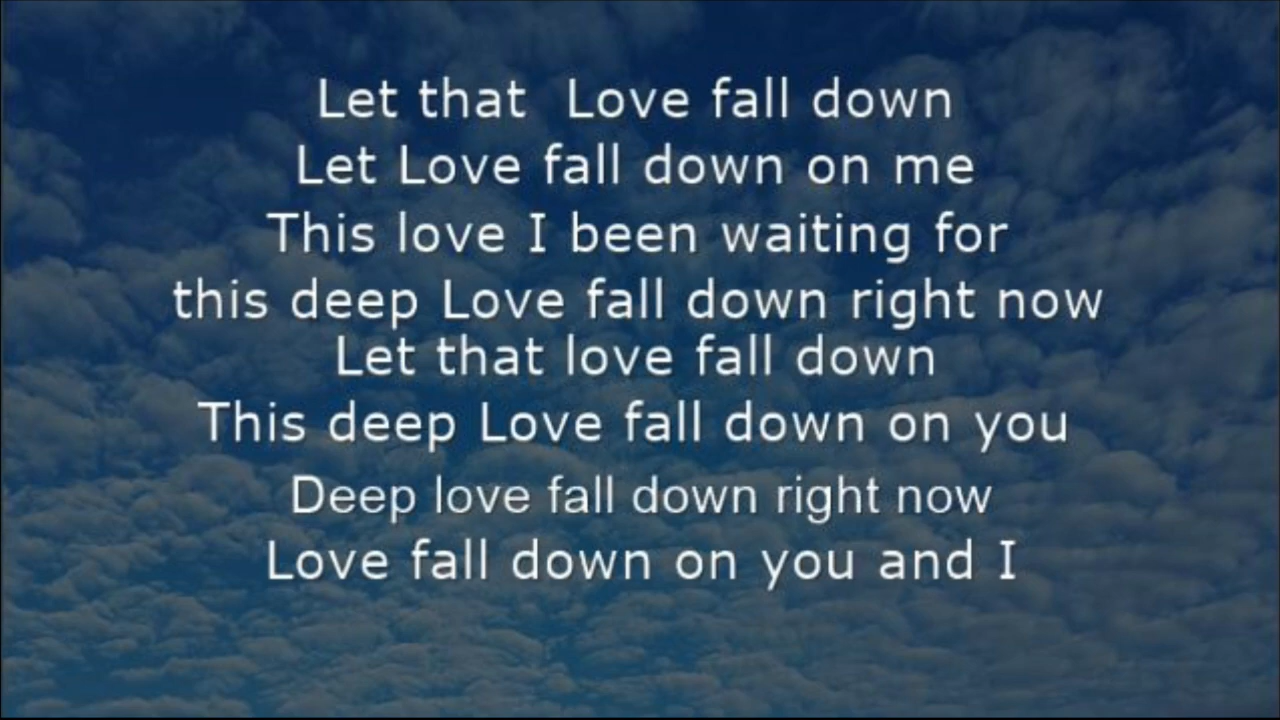 Let that Love fall down
Let Love fall down on me
This love I been waiting for
this deep Love fall down right now
Let that love fall down
This deep Love fall down on you
Deep love fall down right now
Love fall down on you and I